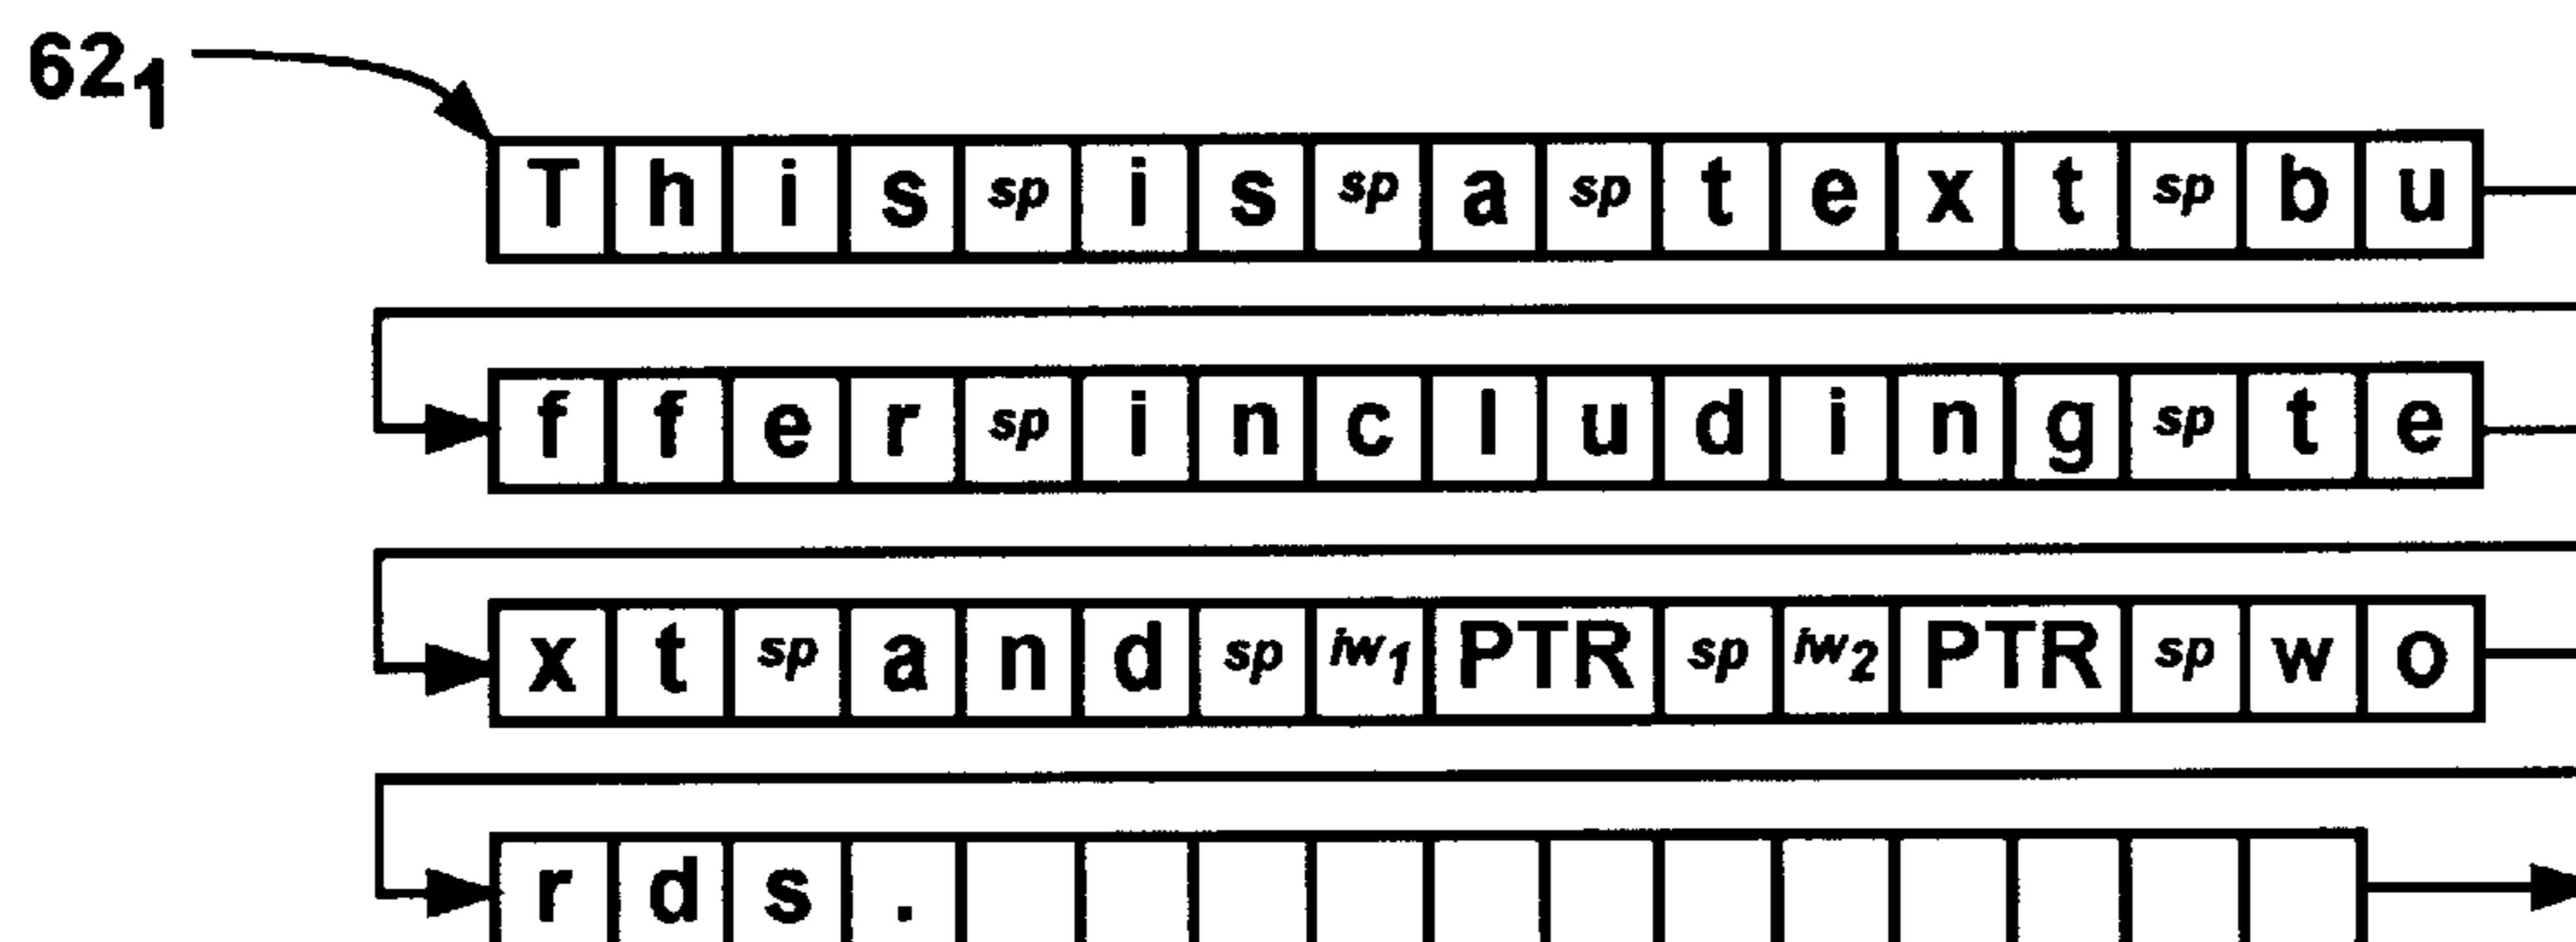 62₁
T h i s sp i s sp a sp t e x t sp b u
f f e r sp i n c l u d i n g sp t e
x t sp a n d sp iw₁ PTR sp iw₂ PTR sp w o
r d s .